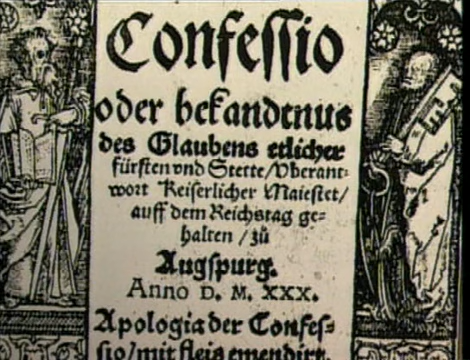 Confessio
oder bekandtnus
des Glaubens etlicher
fürsten vnd Stette/Vberant-
wort Keiserlicher Maiestet/
auff dem Reichstag ge-
halten / zů
Augspurg.
Anno D. M. XXX.
Apologia der Confes-
sio/mit fleis emendirt.